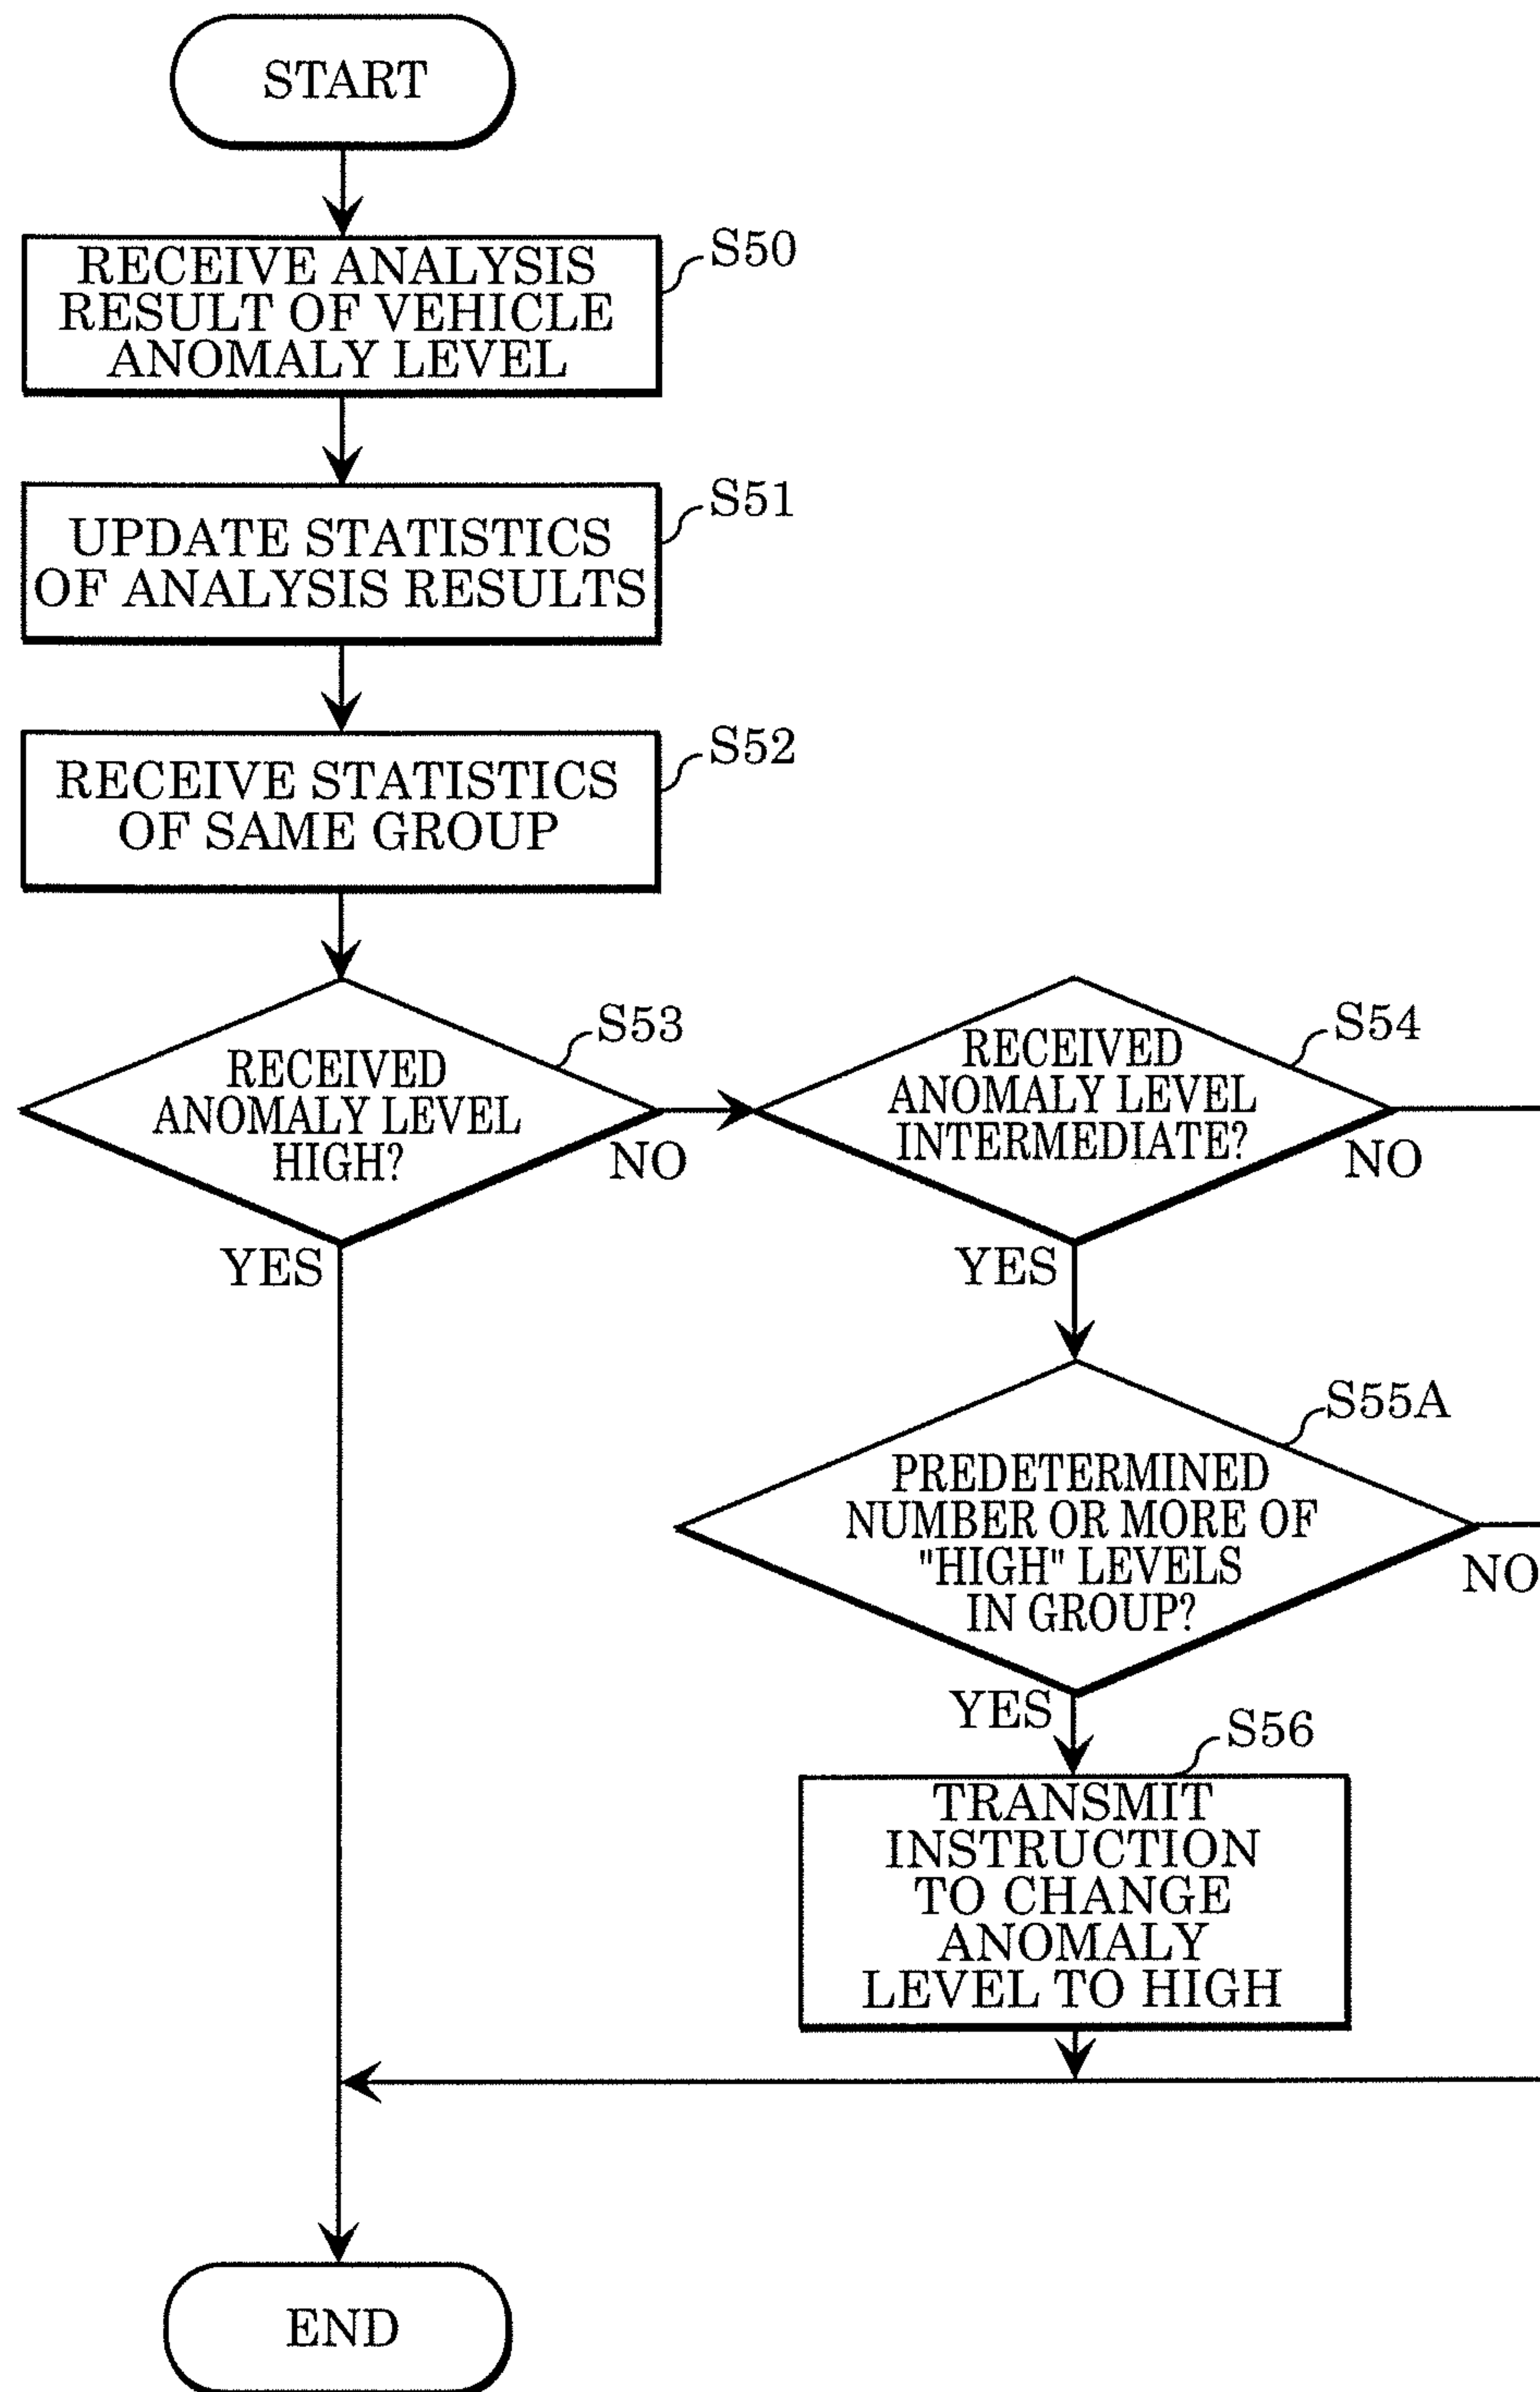 START
RECEIVE ANALYSIS
RESULT OF VEHICLE
ANOMALY LEVEL
S50
UPDATE STATISTICS
OF ANALYSIS RESULTS
S51
RECEIVE STATISTICS
OF SAME GROUP
S52
RECEIVED
ANOMALY LEVEL
HIGH?
S53
NO
YES
RECEIVED
ANOMALY LEVEL
INTERMEDIATE?
S54
NO
YES
PREDETERMINED
NUMBER OR MORE OF
"HIGH" LEVELS
IN GROUP?
S55A
NO
YES
TRANSMIT
INSTRUCTION
TO CHANGE
ANOMALY
LEVEL TO HIGH
S56
END